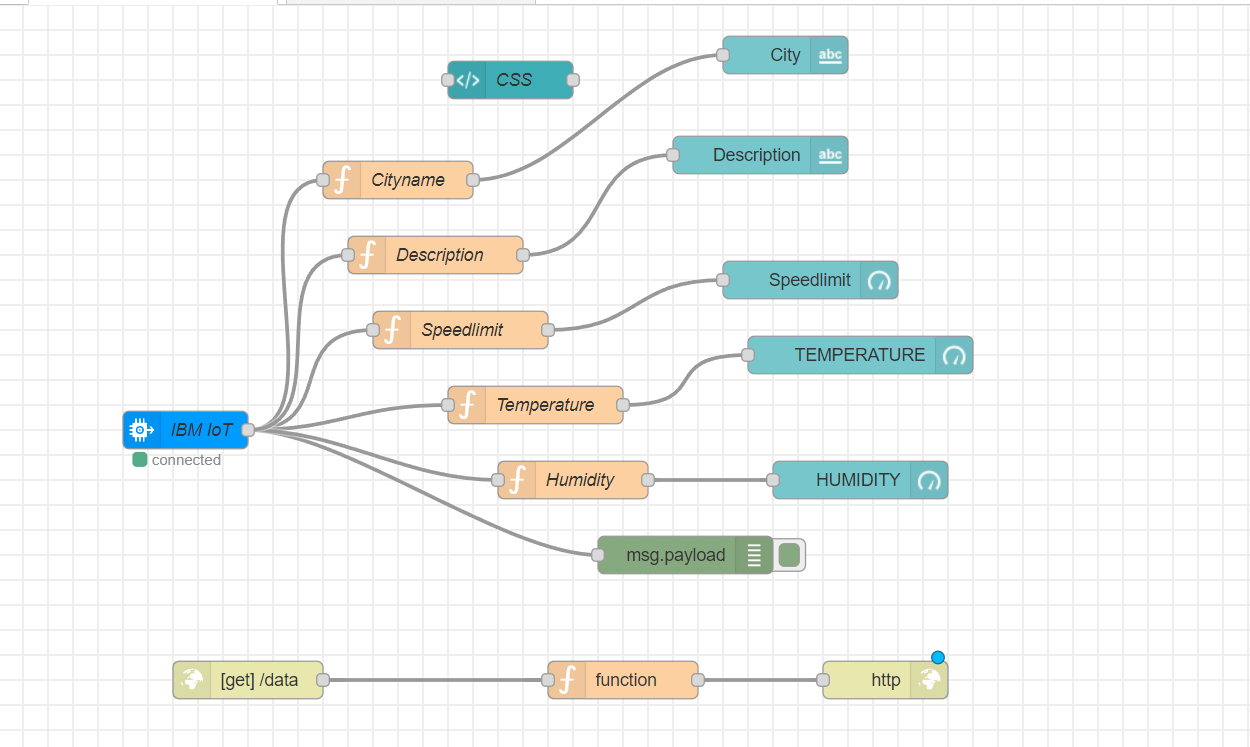 City
abc
</> CSS
Description
abc
Cityname
Description
Speedlimit
Speedlimit
TEMPERATURE
Temperature
IBM IoT
connected
Humidity
HUMIDITY
msg.payload
[get] /data
function
http